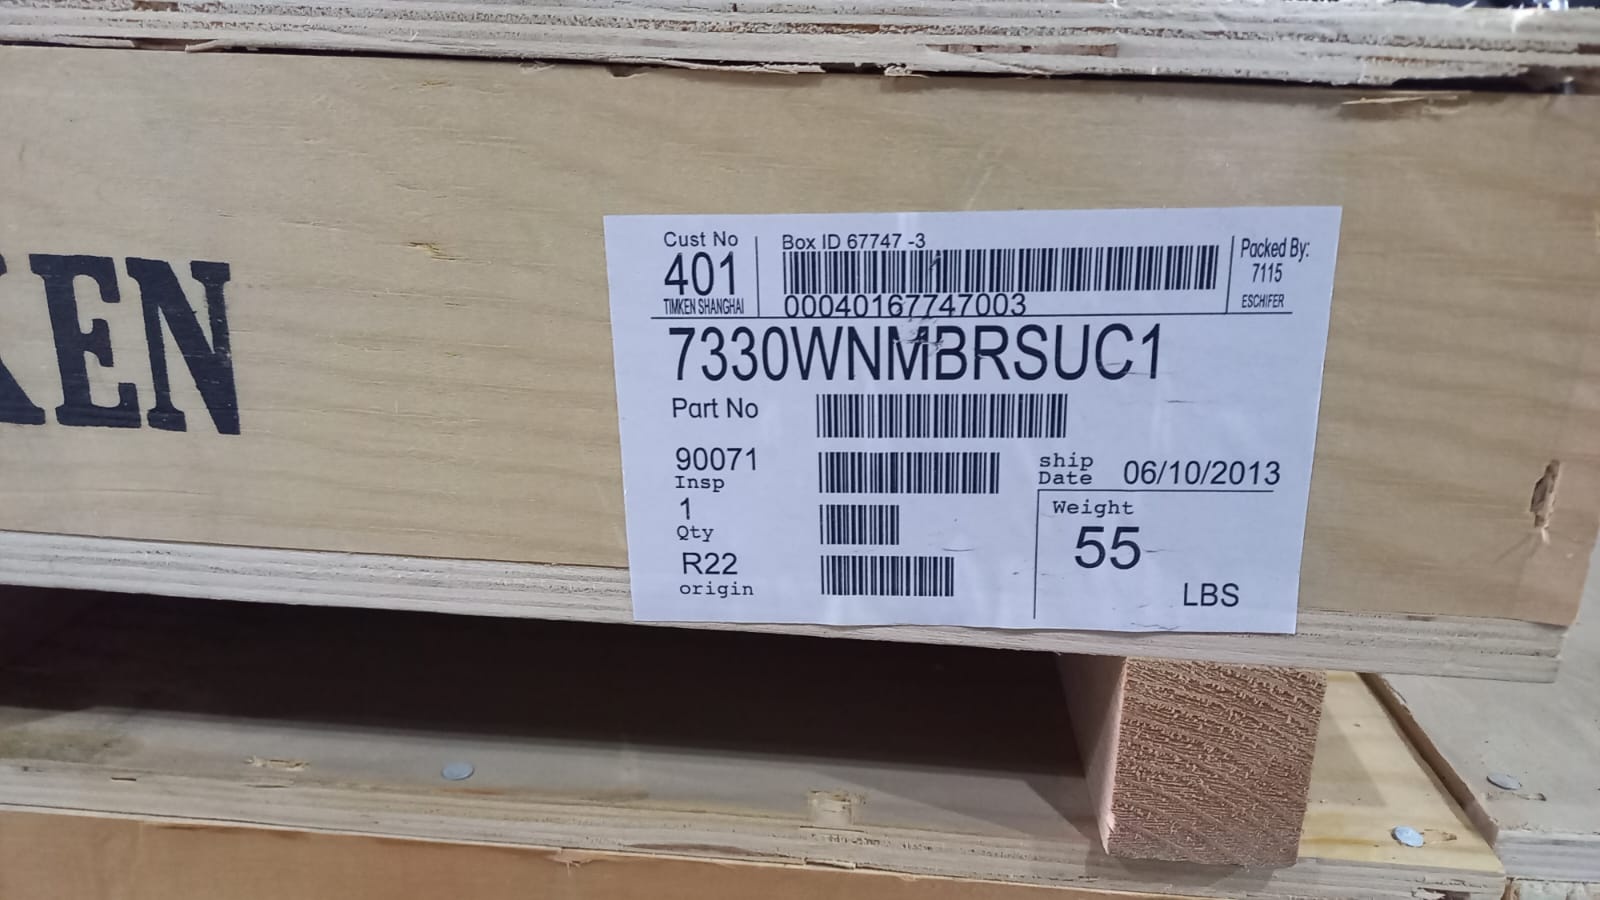 KEN
Cust No
401
TIMKEN SHANGHAI
Box ID 67747 -3
00040167747003
Packed By:
7115
ESCHIFER
7330WNMBRSUC1
Part No
90071
Insp
ship
Date 06/10/2013
1
Qty
Weight
55
LBS
R22
origin